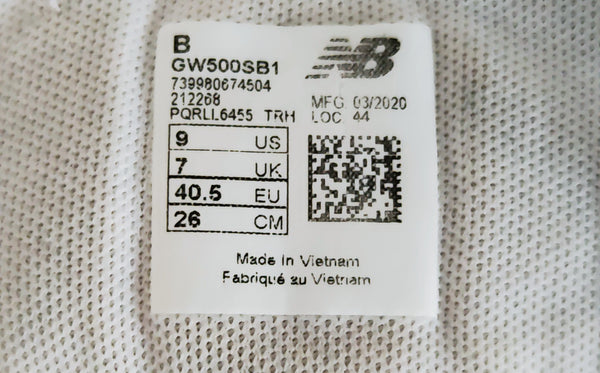 B
GW500SB1
739980674504
212268
PQRLL6455 TRH
MFG 03/2020
LOC 44
9 US
7 UK
40.5 EU
26 CM
Made in Vietnam
Fabriqué au Vietnam
NB